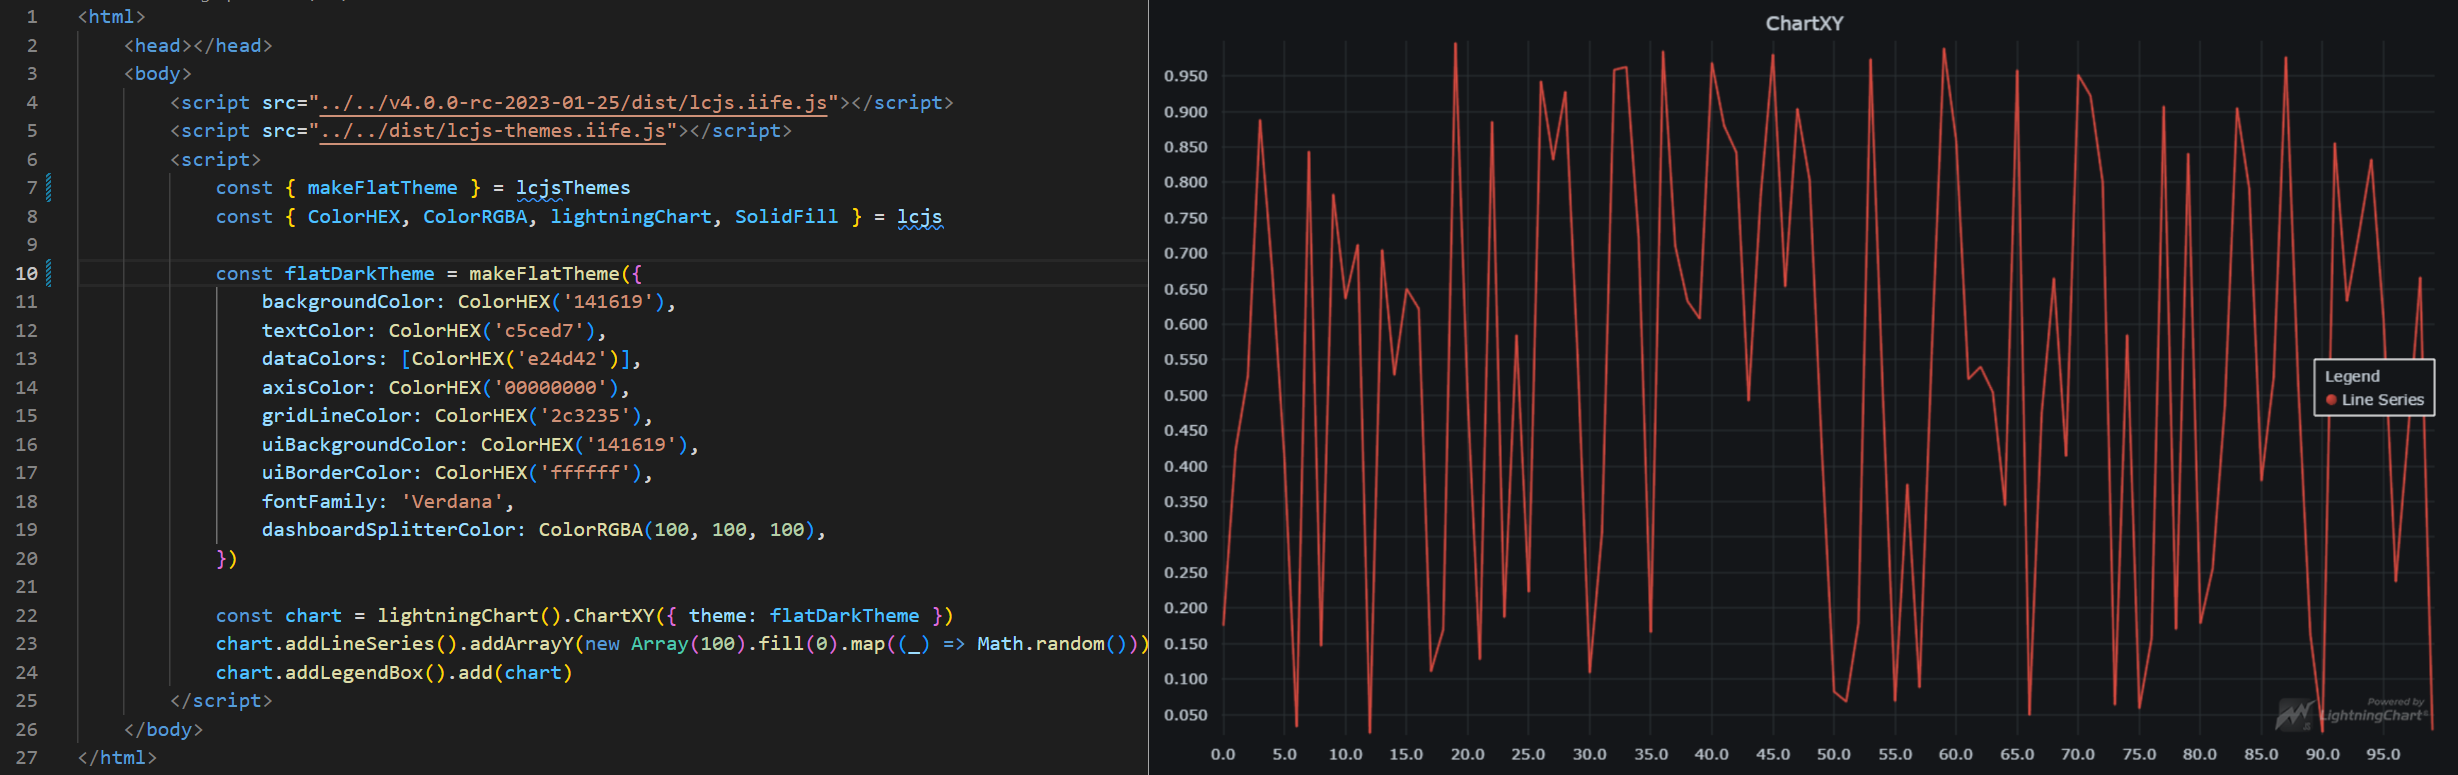 1 <html>
2 <head></head>
3 <body>
4 <script src="../../v4.0.0-rc-2023-01-25/dist/lcjs.iife.js"></script>
5 <script src="../../dist/lcjs-themes.iife.js"></script>
6 <script>
7 const { makeFlatTheme } = lcjsThemes
8 const { ColorHEX, ColorRGBA, lightningChart, SolidFill } = lcjs
9
10 const flatDarkTheme = makeFlatTheme({
11 backgroundColor: ColorHEX('141619'),
12 textColor: ColorHEX('c5ced7'),
13 dataColors: [ColorHEX('e24d42')],
14 axisColor: ColorHEX('00000000'),
15 gridLineColor: ColorHEX('2c3235'),
16 uiBackgroundColor: ColorHEX('141619'),
17 uiBorderColor: ColorHEX('ffffff'),
18 fontFamily: 'Verdana',
19 dashboardSplitterColor: ColorRGBA(100, 100, 100),
20 })
21
22 const chart = lightningChart().ChartXY({ theme: flatDarkTheme })
23 chart.addLineSeries().addArrayY(new Array(100).fill(0).map((_) => Math.random()))
24 chart.addLegendBox().add(chart)
25 </script>
26 </body>
27 </html>
ChartXY
0.950
0.900
0.850
0.800
0.750
0.700
0.650
0.600
0.550
0.500
0.450
0.400
0.350
0.300
0.250
0.200
0.150
0.100
0.050
Legend
Line Series
Powered by
LightningChart®
JS
0.0 5.0 10.0 15.0 20.0 25.0 30.0 35.0 40.0 45.0 50.0 55.0 60.0 65.0 70.0 75.0 80.0 85.0 90.0 95.0